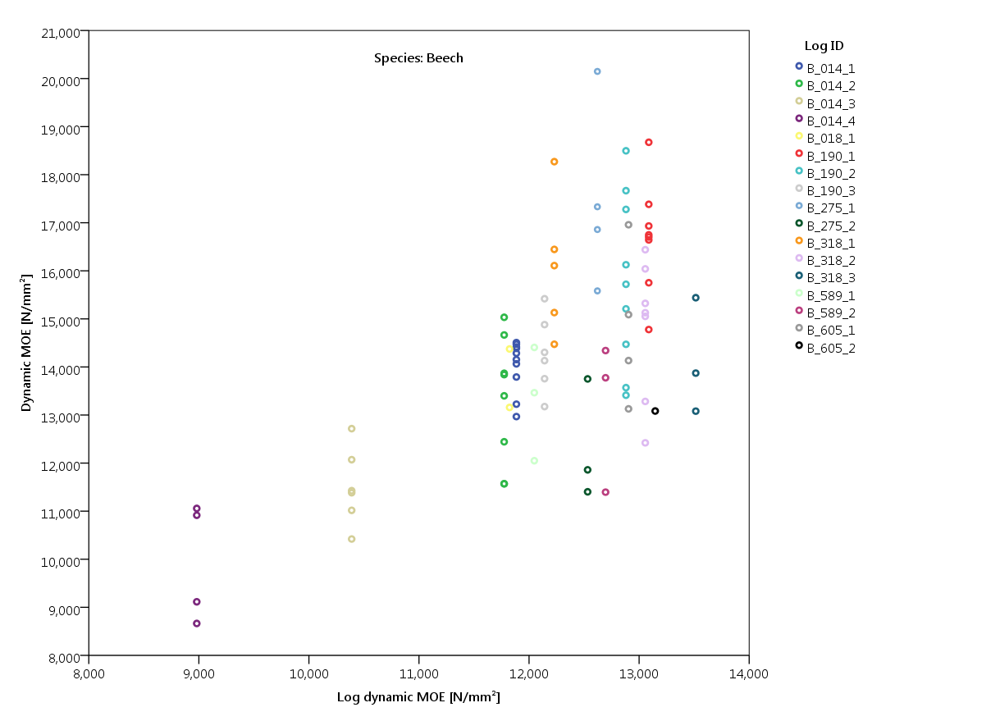 Species: Beech
21,000
20,000
19,000
18,000
17,000
16,000
15,000
14,000
13,000
12,000
11,000
10,000
9,000
8,000
Dynamic MOE [N/mm²]
8,000
9,000
10,000
11,000
12,000
13,000
14,000
Log dynamic MOE [N/mm²]
Log ID
B_014_1
B_014_2
B_014_3
B_014_4
B_018_1
B_190_1
B_190_2
B_190_3
B_275_1
B_275_2
B_318_1
B_318_2
B_318_3
B_589_1
B_589_2
B_605_1
B_605_2